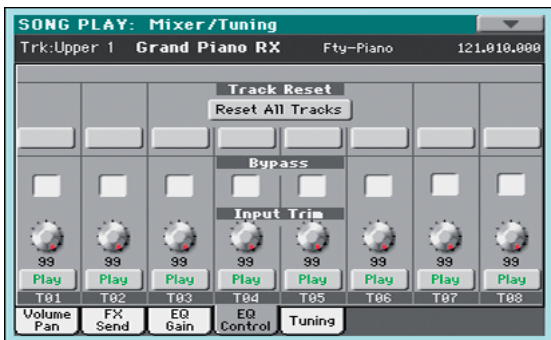 SONG PLAY: Mixer/Tuning
Trk:Upper 1 Grand Piano RX Fty-Piano 121.010.000
Track Reset
Reset All Tracks
Bypass
Input Trim
99 99 99 99 99 99 99 99
Play Play Play Play Play Play Play Play
T01 T02 T03 T04 T05 T06 T07 T08
Volume Pan FX Send EQ Gain EQ Control Tuning